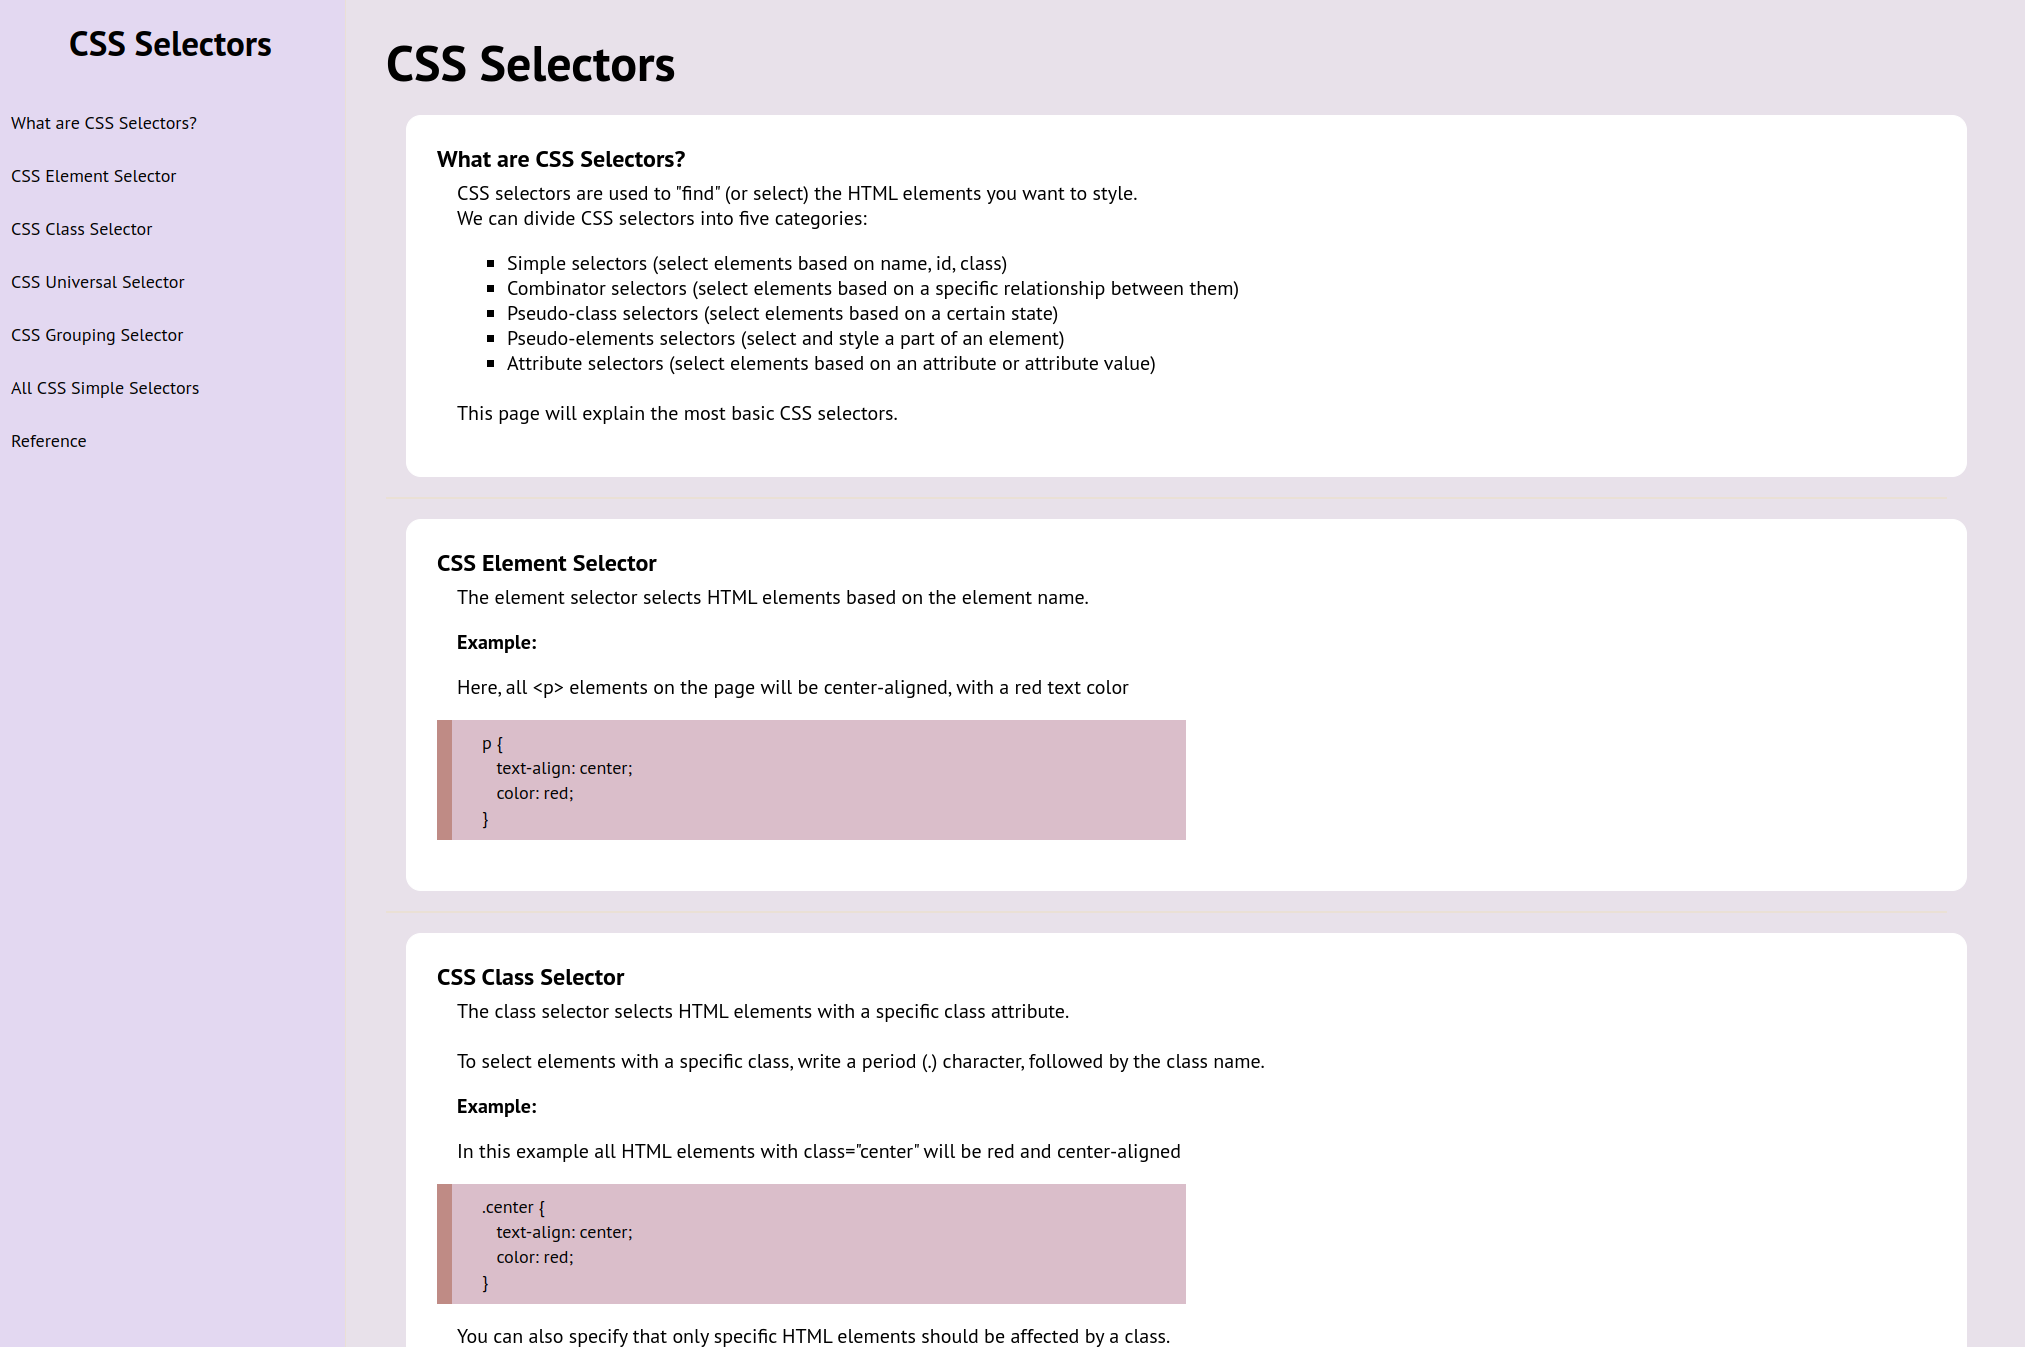 CSS Selectors
What are CSS Selectors?
CSS Element Selector
CSS Class Selector
CSS Universal Selector
CSS Grouping Selector
All CSS Simple Selectors
Reference
CSS Selectors
What are CSS Selectors?
CSS selectors are used to "find" (or select) the HTML elements you want to style.
We can divide CSS selectors into five categories:
Simple selectors (select elements based on name, id, class)
Combinator selectors (select elements based on a specific relationship between them)
Pseudo-class selectors (select elements based on a certain state)
Pseudo-elements selectors (select and style a part of an element)
Attribute selectors (select elements based on an attribute or attribute value)
This page will explain the most basic CSS selectors.
CSS Element Selector
The element selector selects HTML elements based on the element name.
Example:
Here, all <p> elements on the page will be center-aligned, with a red text color
p {
text-align: center;
color: red;
}
CSS Class Selector
The class selector selects HTML elements with a specific class attribute.
To select elements with a specific class, write a period (.) character, followed by the class name.
Example:
In this example all HTML elements with class="center" will be red and center-aligned
.center {
text-align: center;
color: red;
}
You can also specify that only specific HTML elements should be affected by a class.